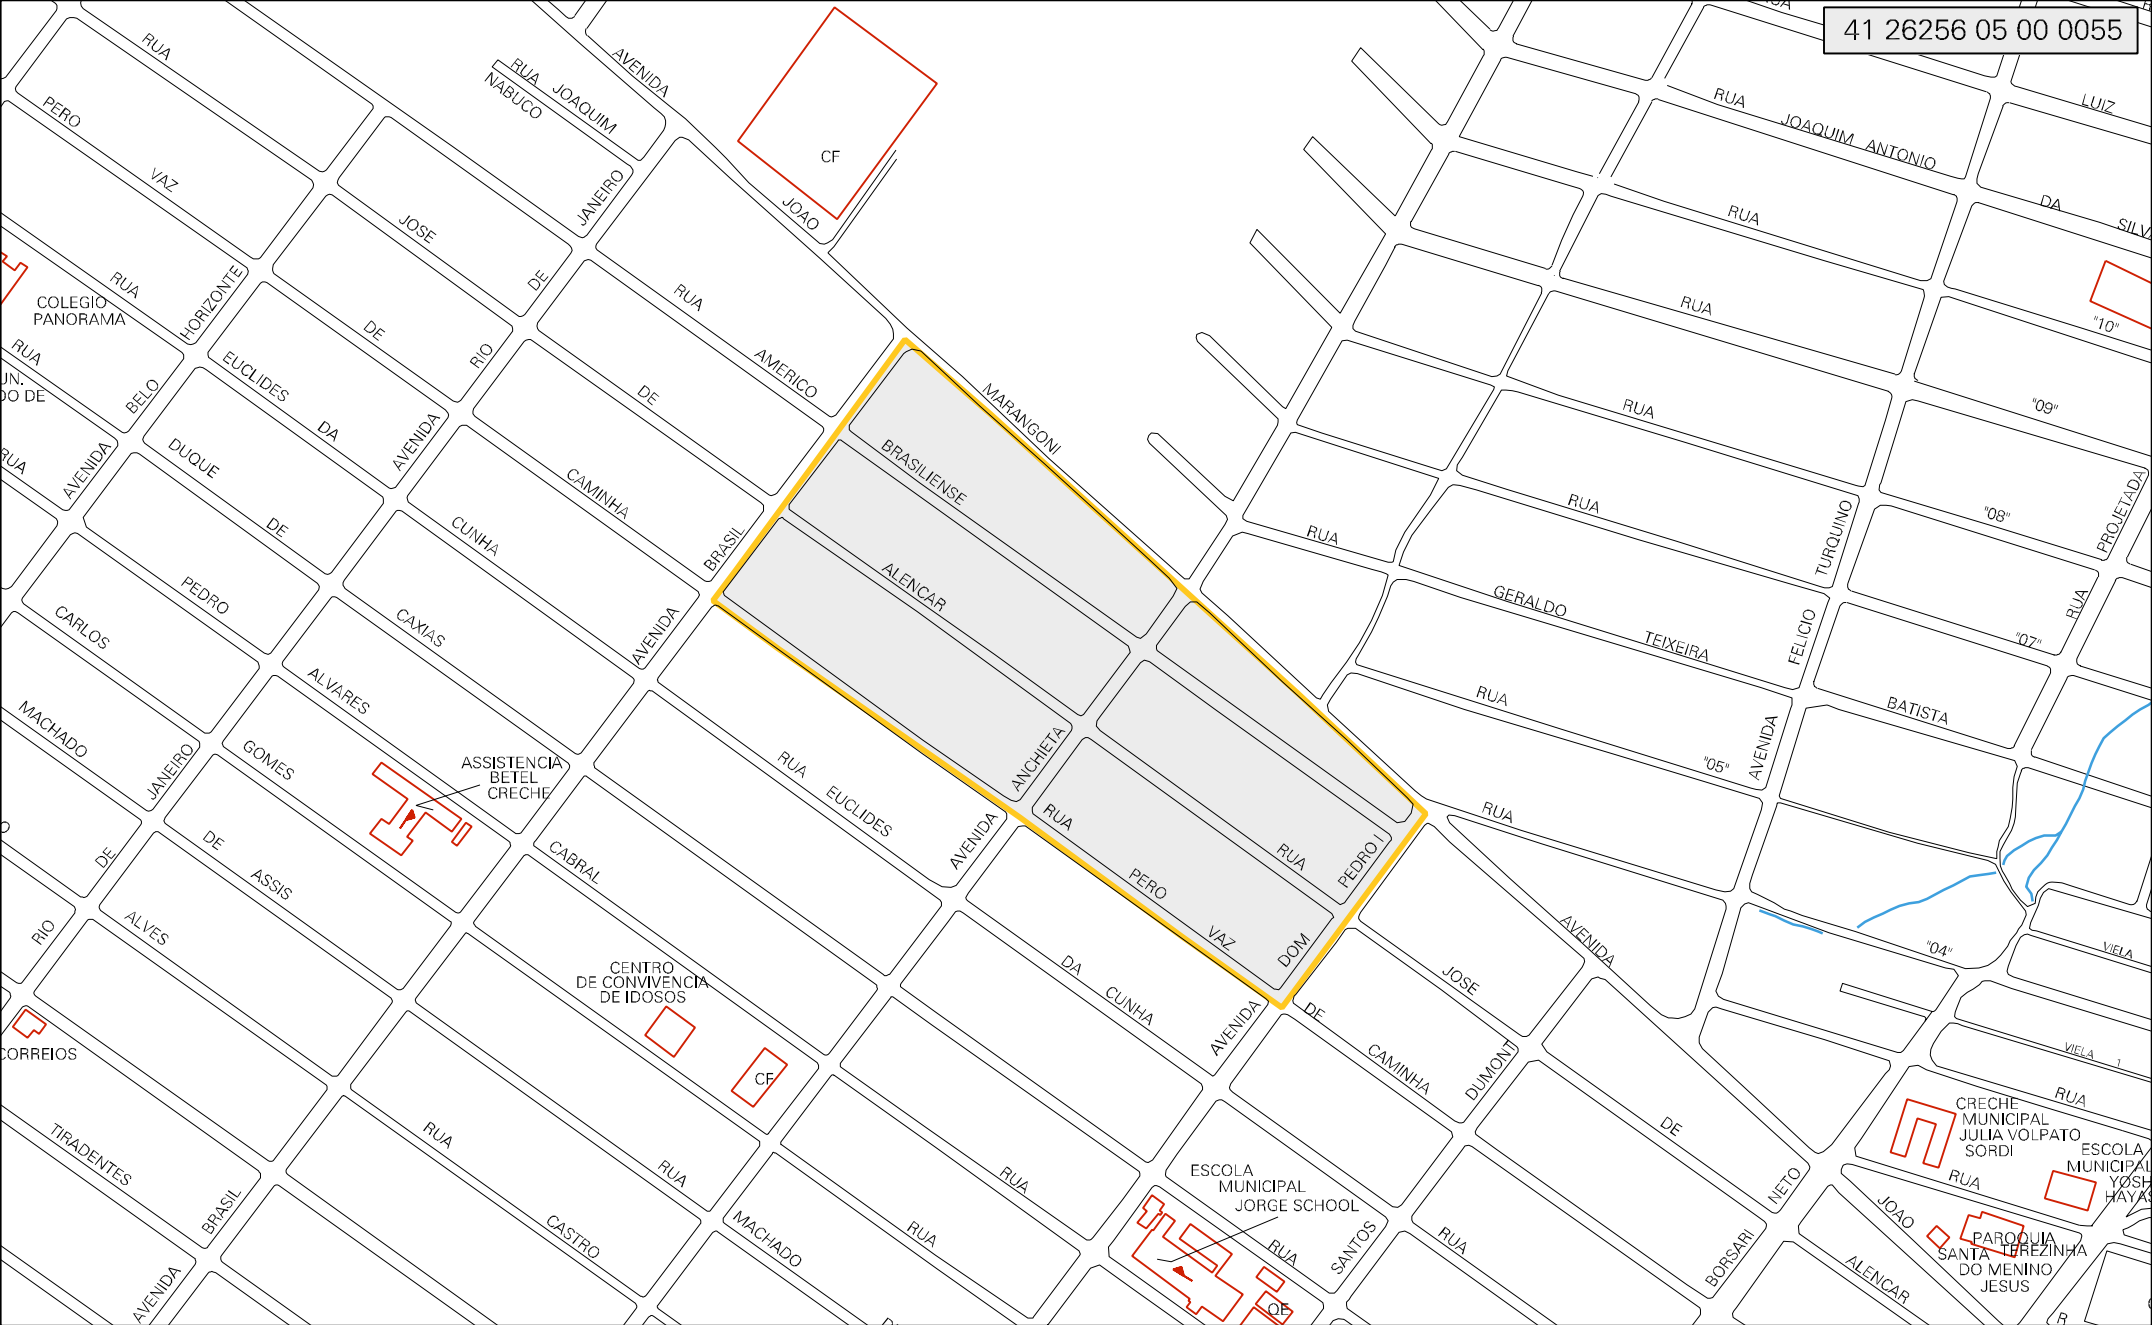 41 26256 05 00 0055
RUA
AVENIDA
RUA JOAQUIM
NABUCO
PERO
VAZ
RUA
LUIZ
JOAQUIM ANTONIO
CF
JOAO
JANEIRO
JOSE
DE
RUA
DA
SILVA
RUA
COLEGIO
PANORAMA
HORIZONTE
RUA
DE
RIO
AMERICO
RUA
"10"
RUA
EUCLIDES
DA
BELO
DE
MARANGONI
RUA
"09"
DUQUE
AVENIDA
AVENIDA
RUA
DE
CAMINHA
BRASILIENSE
CUNHA
BRASIL
RUA
RUA
TURQUINO
"08"
PROJETADA
PEDRO
CARLOS
CAXIAS
AVENIDA
ALENCAR
GERALDO
TEIXEIRA
FELICIO
RUA
"07"
MACHADO
ALVARES
GOMES
JANEIRO
RUA
BATISTA
"05"
AVENIDA
ASSISTENCIA
BETEL
CRECHE
RUA
EUCLIDES
ANCHIETA
AVENIDA
RUA
PERO
VAZ
RUA
PEDRO I
DOM
RUA
DE
DE
ASSIS
CABRAL
ALVES
RIO
AVENIDA
"04"
VIELA
CENTRO
DE CONVIVENCIA
DE IDOSOS
DA
CUNHA
AVENIDA
JOSE
DE
CAMINHA
DUMONT
CORREIOS
CF
VIELA 1
RUA
TIRADENTES
RUA
RUA
RUA
DE
NETO
CRECHE
MUNICIPAL
JULIA VOLPATO
SORDI
ESCOLA
MUNICIPAL
RUA
ESCOLA
MUNICIPAL
JORGE SCHOOL
BRASIL
CASTRO
MACHADO
RUA
RUA
SANTOS
RUA
BORSARI
JOAO
ALENCAR
PAROQUIA
SANTA TEREZINHA
DO MENINO
JESUS
AVENIDA
QE